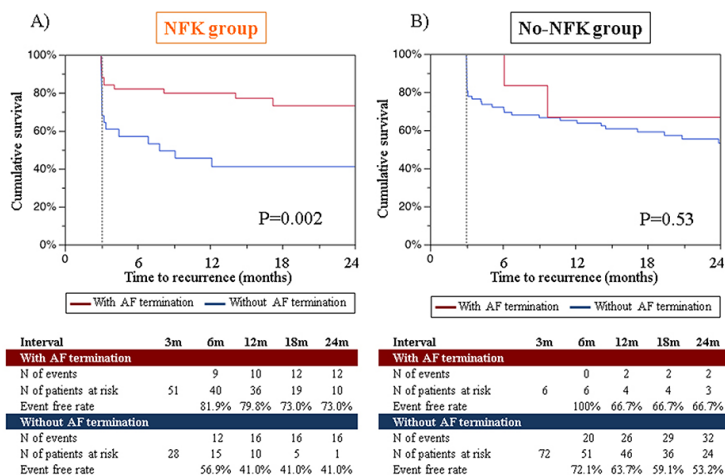 A)
NFK group
100%
80%
60%
40%
20%
0%
Cumulative survival
P=0.002
0
6
12
18
24
Time to recurrence (months)
With AF termination
Without AF termination
Interval 3m 6m 12m 18m 24m
With AF termination
N of events 9 10 12 12
N of patients at risk 51 40 36 19 10
Event free rate 81.9% 79.8% 73.0% 73.0%
Without AF termination
N of events 12 16 16 16
N of patients at risk 28 15 10 5 1
Event free rate 56.9% 41.0% 41.0% 41.0%
B)
No-NFK group
100%
80%
60%
40%
20%
0%
Cumulative survival
P=0.53
0
6
12
18
24
Time to recurrence (months)
With AF termination
Without AF termination
Interval 3m 6m 12m 18m 24m
With AF termination
N of events 0 2 2 2
N of patients at risk 6 6 4 4 3
Event free rate 100% 66.7% 66.7% 66.7%
Without AF termination
N of events 20 26 29 32
N of patients at risk 72 51 46 36 24
Event free rate 72.1% 63.7% 59.1% 53.2%